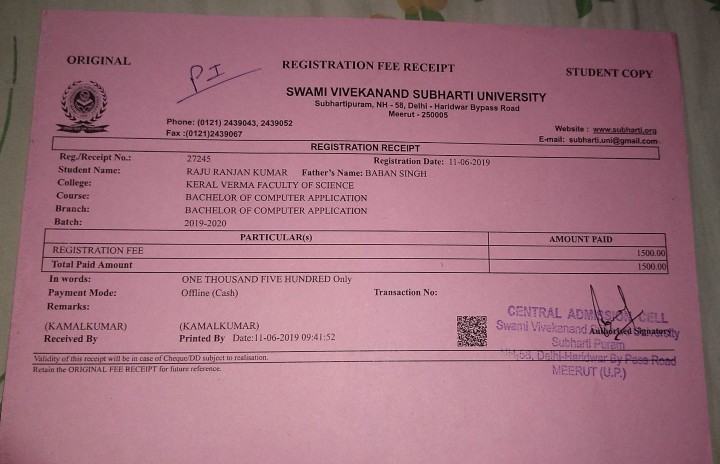 ORIGINAL
PI
REGISTRATION FEE RECEIPT
STUDENT COPY
SWAMI VIVEKANAND SUBHARTI UNIVERSITY
Subhartipuram, NH - 58, Delhi - Haridwar Bypass Road
Meerut - 250005
Phone: (0121) 2439043, 2439052
Fax :(0121)2439067
Website : www.subharti.org
E-mail: subharti.uni@gmail.com
REGISTRATION RECEIPT
Reg./Receipt No.: 27245 Registration Date: 11-06-2019
Student Name: RAJU RANJAN KUMAR Father's Name: BABAN SINGH
College: KERAL VERMA FACULTY OF SCIENCE
Course: BACHELOR OF COMPUTER APPLICATION
Branch: BACHELOR OF COMPUTER APPLICATION
Batch: 2019-2020
PARTICULAR(s) AMOUNT PAID
REGISTRATION FEE 1500.00
Total Paid Amount 1500.00
In words: ONE THOUSAND FIVE HUNDRED Only
Payment Mode: Offline (Cash) Transaction No:
Remarks:
(KAMALKUMAR) (KAMALKUMAR)
Received By Printed By Date:11-06-2019 09:41:52
Authorised Signatory
CENTRAL ADMISSION CELL
Swami Vivekanand University
Subharti Puram
NH-58, Delhi-Haridwar By Pass Road
MEERUT (U.P.)
Validity of this receipt will be in case of Cheque/DD subject to realisation.
Retain the ORIGINAL FEE RECEIPT for future reference.